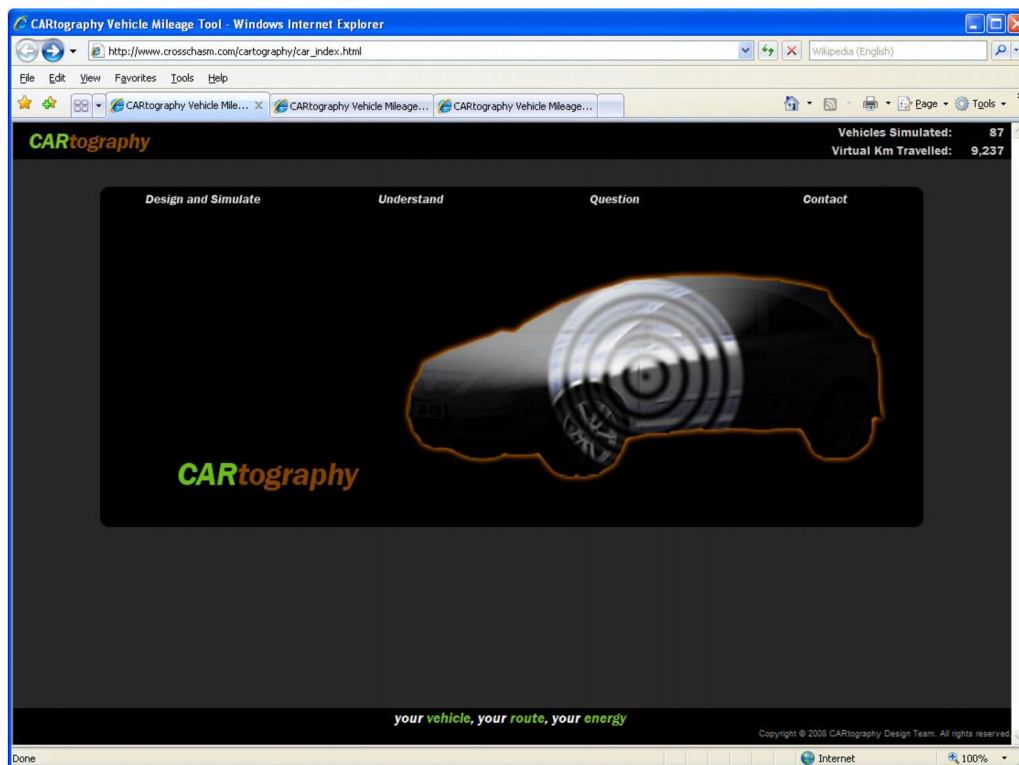 CARtography Vehicle Mileage Tool - Windows Internet Explorer
http://www.crosschasm.com/cartography/car_index.html
Wikipedia (English)
File Edit View Favorites Tools Help
CARtography Vehicle Mile... CARtography Vehicle Mileage... CARtography Vehicle Mileage... Page Tools
CARtography
Vehicles Simulated: 87
Virtual Km Travelled: 9,237
Design and Simulate Understand Question Contact
CARtography
your vehicle, your route, your energy
Copyright © 2008 CARtography Design Team. All rights reserved
Done Internet 100%